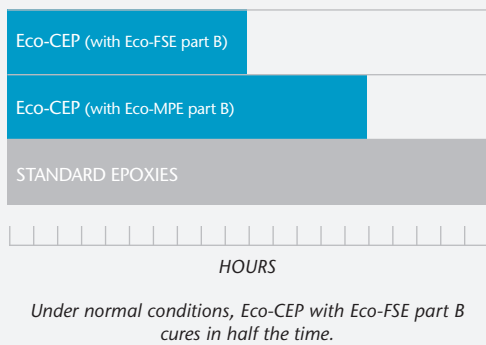 Eco-CEP (with Eco-FSE part B)
Eco-CEP (with Eco-MPE part B)
STANDARD EPOXIES
HOURS
Under normal conditions, Eco-CEP with Eco-FSE part B
cures in half the time.